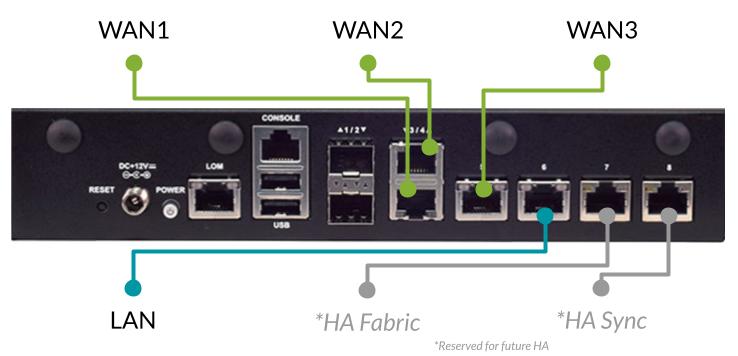 WAN1
WAN2
WAN3
CONSOLE
▲1/2▼
▼3/4▲
DC+12V
LOM
5
6
7
8
RESET
POWER
USB
LAN
*HA Fabric
*HA Sync
*Reserved for future HA